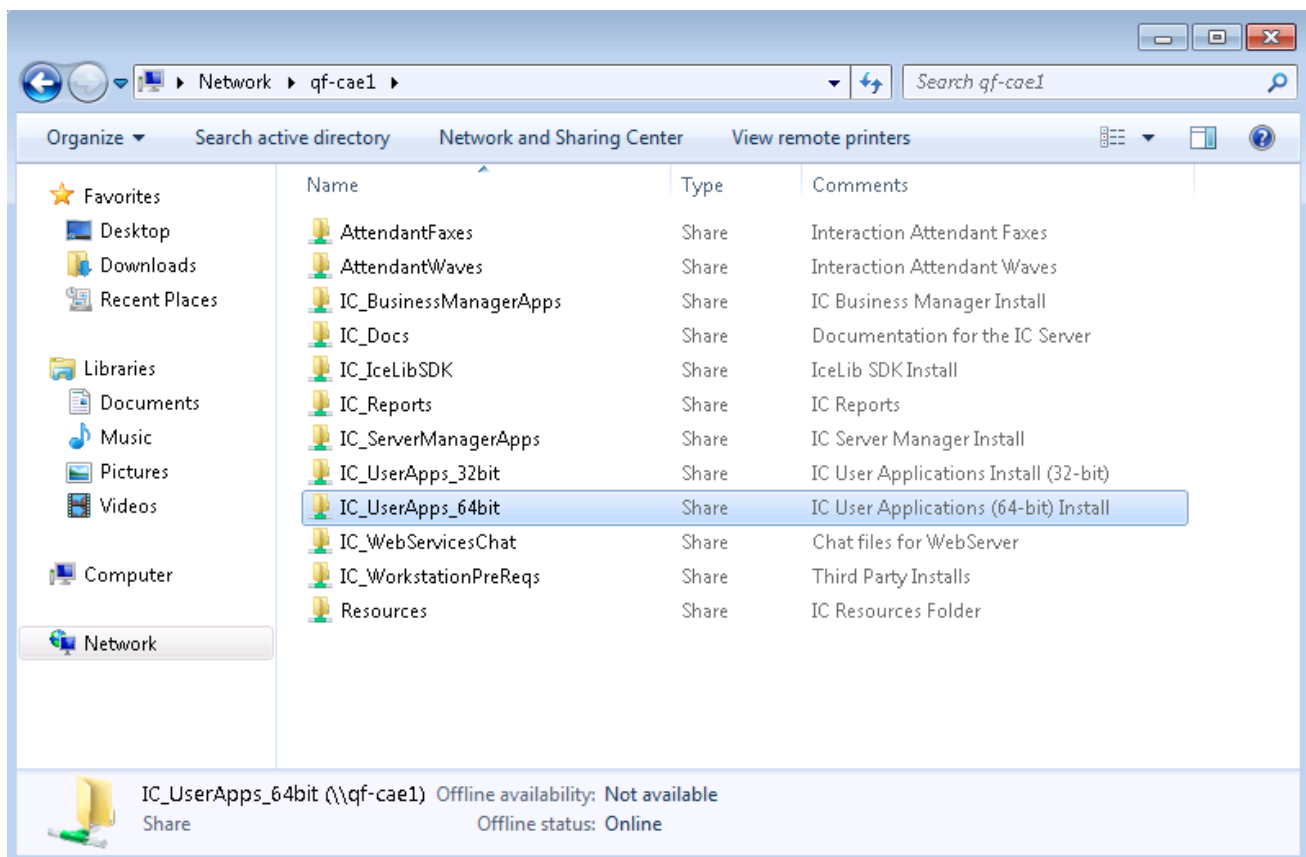 Network qf-cae1 Search qf-cae1
Organize Search active directory Network and Sharing Center View remote printers
Favorites
Desktop
Downloads
Recent Places
Libraries
Documents
Music
Pictures
Videos
Computer
Network
Name Type Comments
AttendantFaxes Share Interaction Attendant Faxes
AttendantWaves Share Interaction Attendant Waves
IC_BusinessManagerApps Share IC Business Manager Install
IC_Docs Share Documentation for the IC Server
IC_IceLibSDK Share IceLib SDK Install
IC_Reports Share IC Reports
IC_ServerManagerApps Share IC Server Manager Install
IC_UserApps_32bit Share IC User Applications Install (32-bit)
IC_UserApps_64bit Share IC User Applications (64-bit) Install
IC_WebServicesChat Share Chat files for WebServer
IC_WorkstationPreReqs Share Third Party Installs
Resources Share IC Resources Folder
IC_UserApps_64bit (\\qf-cae1) Offline availability: Not available
Share Offline status: Online